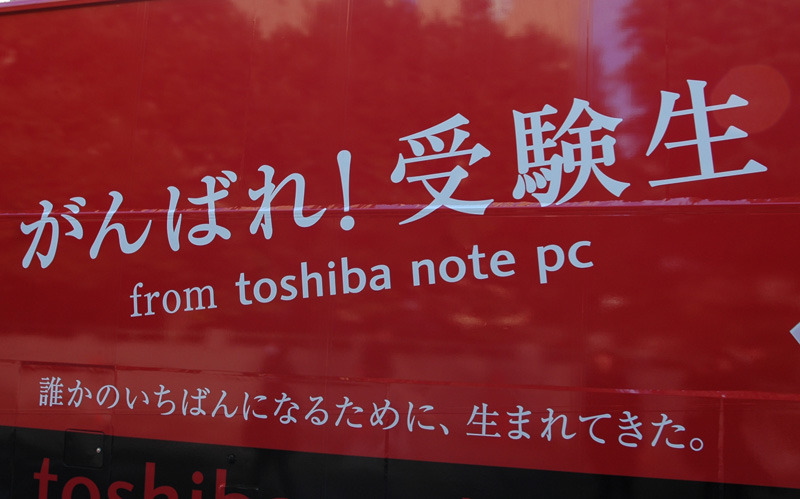 がんばれ!受験生
from toshiba note pc
誰かのいちばんになるために、生まれてきた。
toshiba